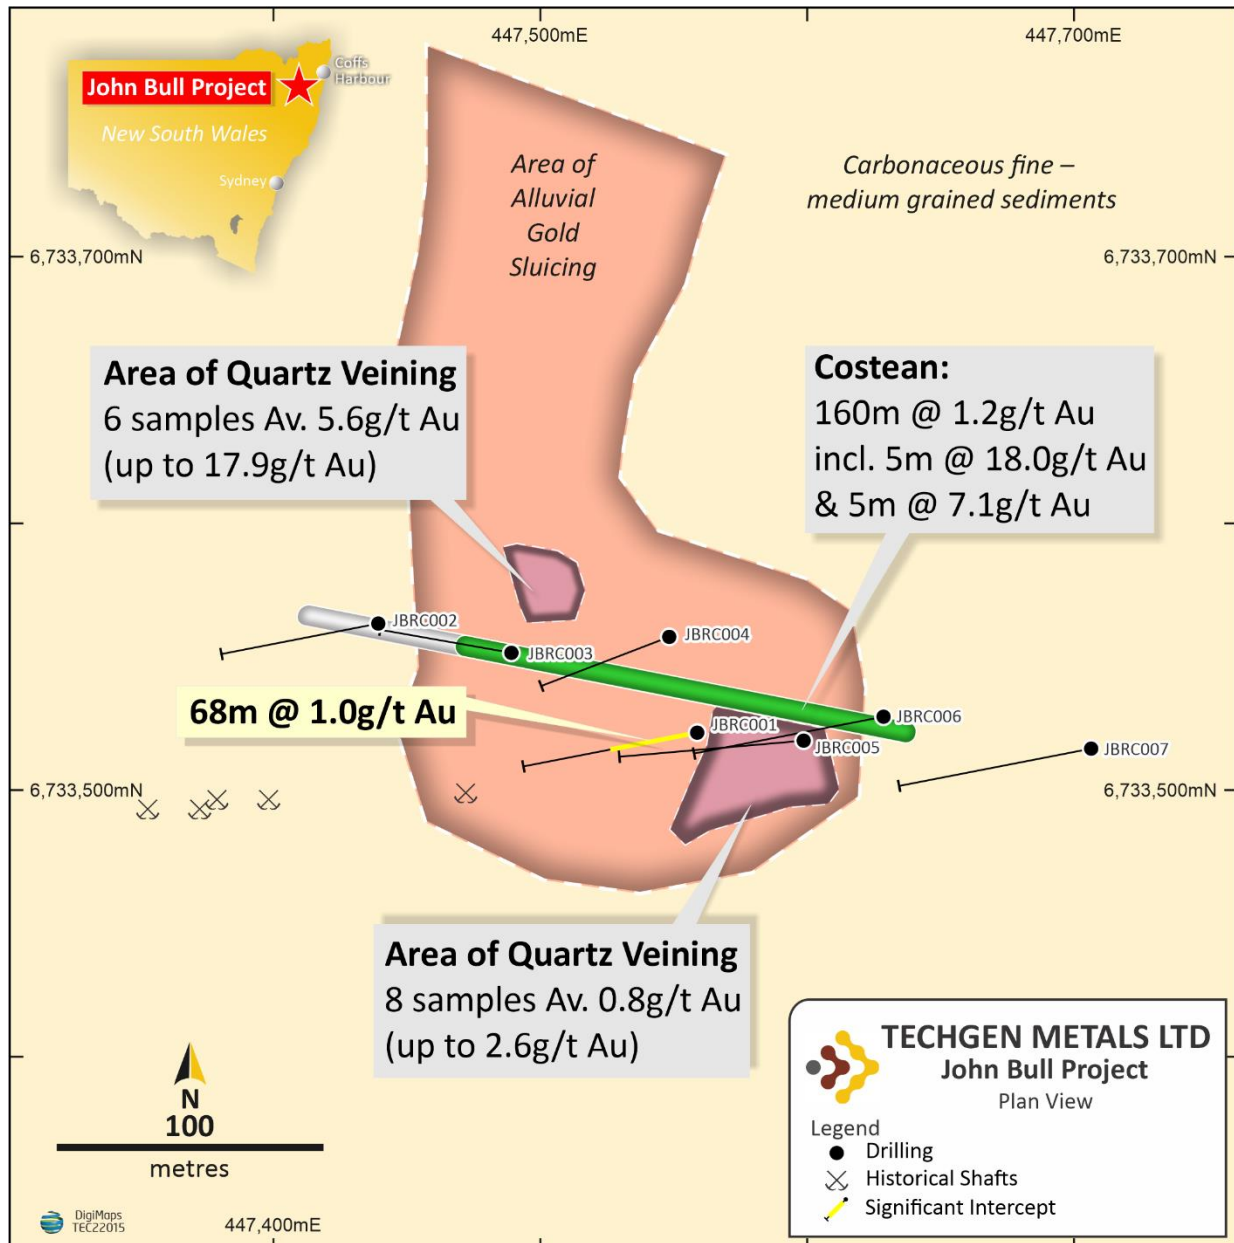 447,500mE
447,700mE
Coffs
Harbour
John Bull Project
New South Wales
Sydney
Area of
Alluvial
Gold
Sluicing
Carbonaceous fine –
medium grained sediments
6,733,700mN
6,733,700mN
Area of Quartz Veining
6 samples Av. 5.6g/t Au
(up to 17.9g/t Au)
Costean:
160m @ 1.2g/t Au
incl. 5m @ 18.0g/t Au
& 5m @ 7.1g/t Au
JBRC002
JBRC003
JBRC004
68m @ 1.0g/t Au
JBRC001
JBRC006
JBRC005
JBRC007
6,733,500mN
6,733,500mN
Area of Quartz Veining
8 samples Av. 0.8g/t Au
(up to 2.6g/t Au)
N
100
metres
TECHGEN METALS LTD
John Bull Project
Plan View
Legend
Drilling
Historical Shafts
Significant Intercept
DigiMaps
TEC22015
447,400mE